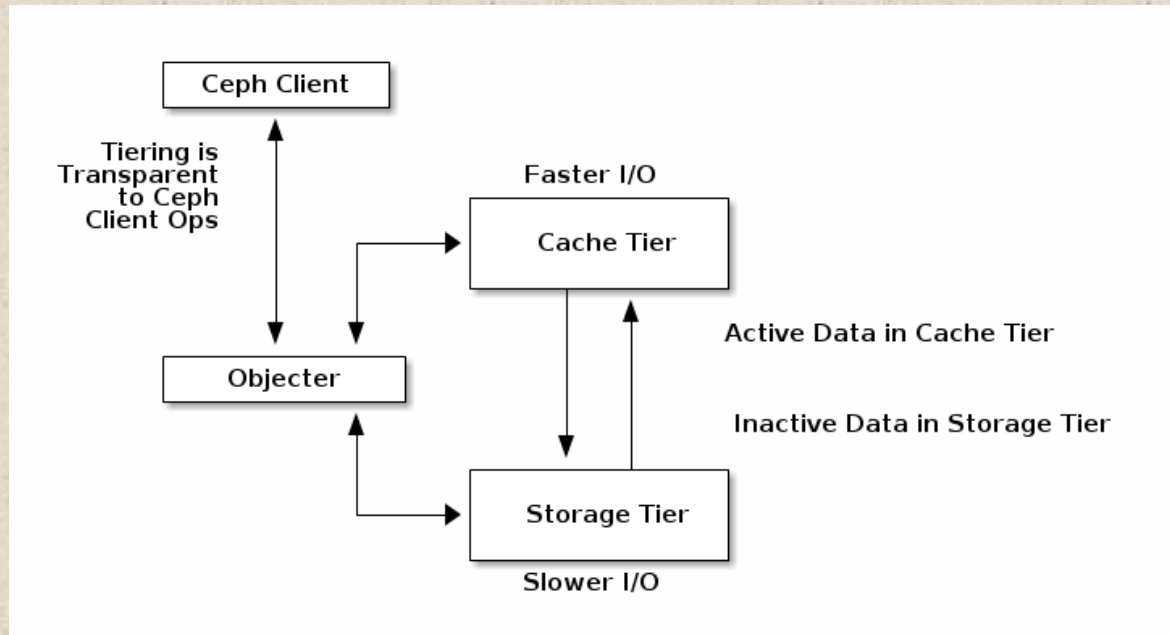 Ceph Client
Tiering is
Transparent
to Ceph
Client Ops
Faster I/O
Cache Tier
Active Data in Cache Tier
Objecter
Inactive Data in Storage Tier
Storage Tier
Slower I/O